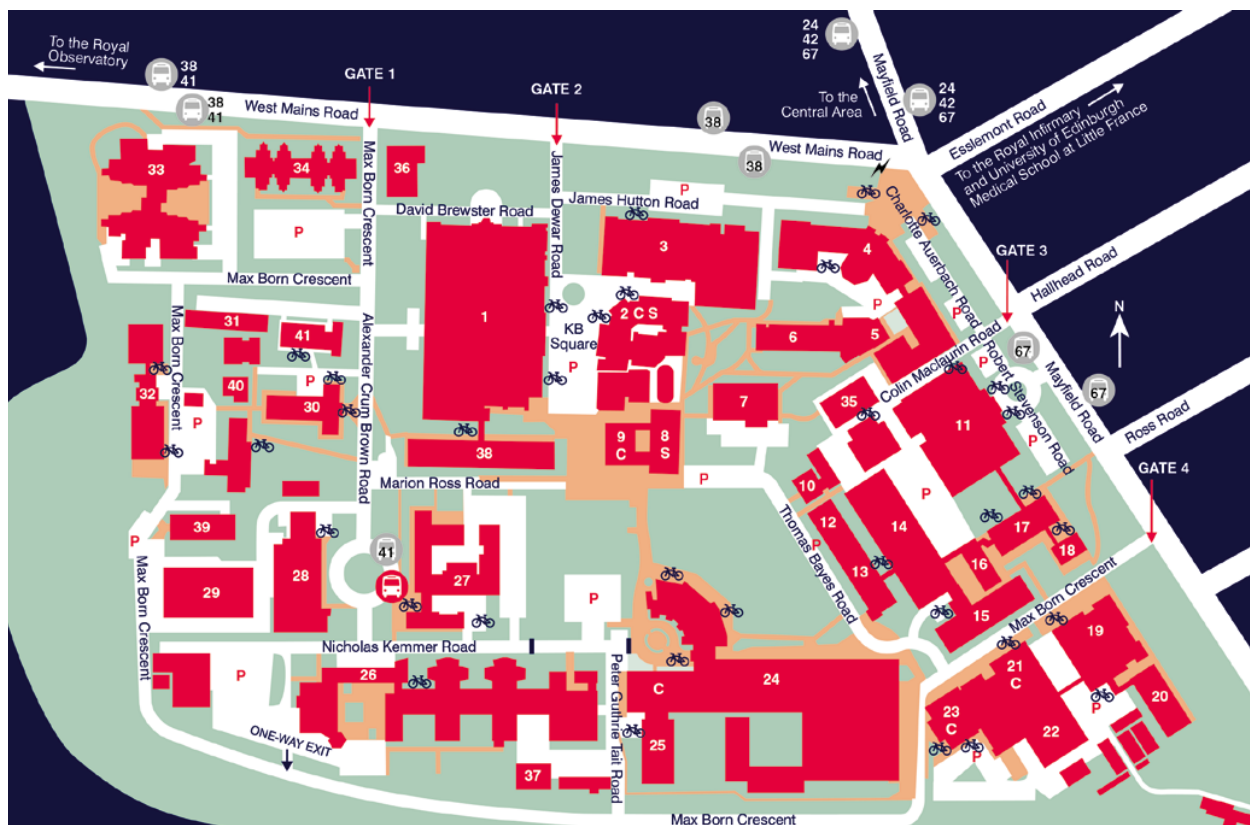 To the Royal
Observatory
38
41
38
41
GATE 1
West Mains Road
GATE 2
38
38
24
42
67
Mayfield Road
To the
Central Area
24
42
67
Esslemont Road
To the Royal Infirmary
and University of Edinburgh
Medical School at Little France
West Mains Road
33
34
36
Max Born Crescent
James Dewar Road
James Hutton Road
David Brewster Road
P
P
3
4
Charlotte Auerbach Road
GATE 3
Hallhead Road
Max Born Crescent
31
41
Max Born Crescent
Alexander Crum Brown Road
1
2 C S
KB
Square
P
6
5
P
P
Colin Maclaunn Road
P
67
Robert Stevenson Road
Mayfield Road
67
N
Ross Road
32
40
30
P
P
7
35
11
P
GATE 4
38
9
C
8
S
P
Marion Ross Road
10
12
P
13
14
P
17
18
16
15
Thomas Bayes Road
Max Born Crescent
39
P
29
28
41
27
P
Max Born Crescent
Nicholas Kemmer Road
26
P
Peter Guthrie Tait Road
C
24
25
37
ONE-WAY EXIT
19
21
C
20
P
23
C
22
P
Max Born Crescent